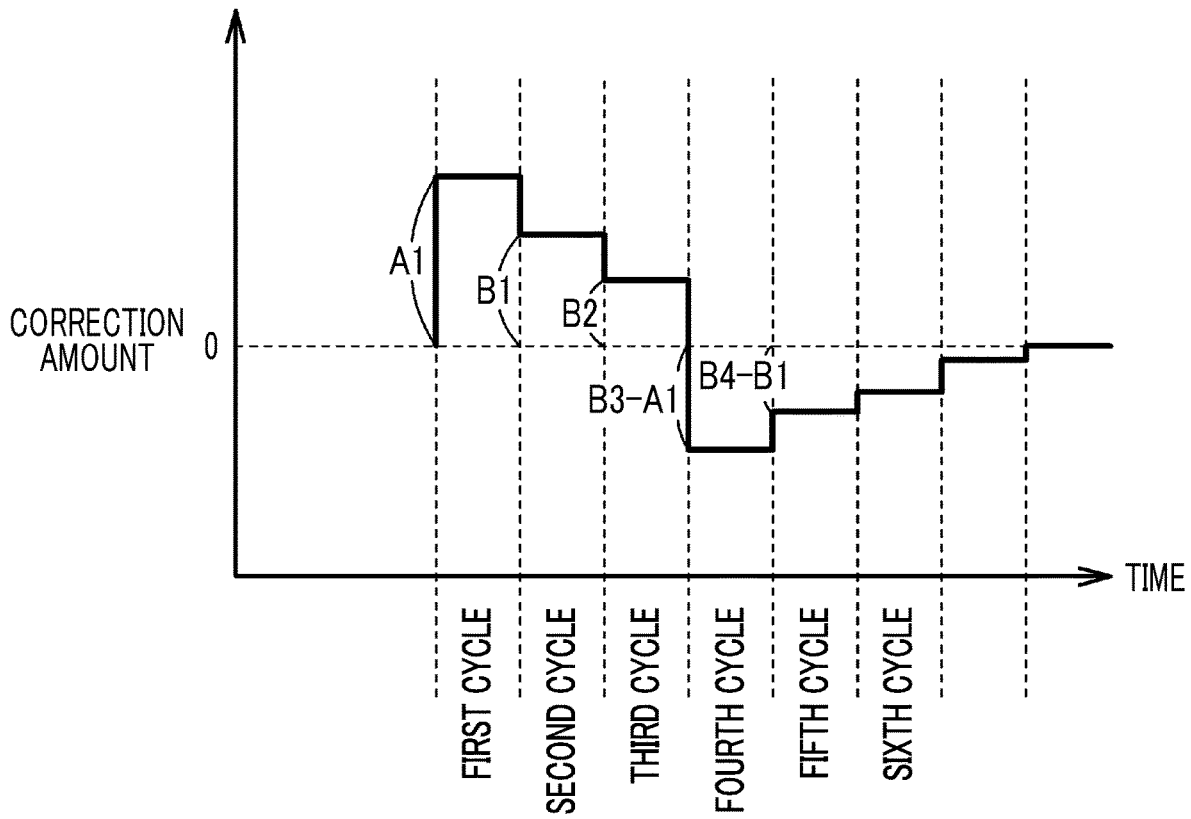 A1
B1
B2
CORRECTION
AMOUNT
0
B3-A1
B4-B1
TIME
FIRST CYCLE
SECOND CYCLE
THIRD CYCLE
FOURTH CYCLE
FIFTH CYCLE
SIXTH CYCLE